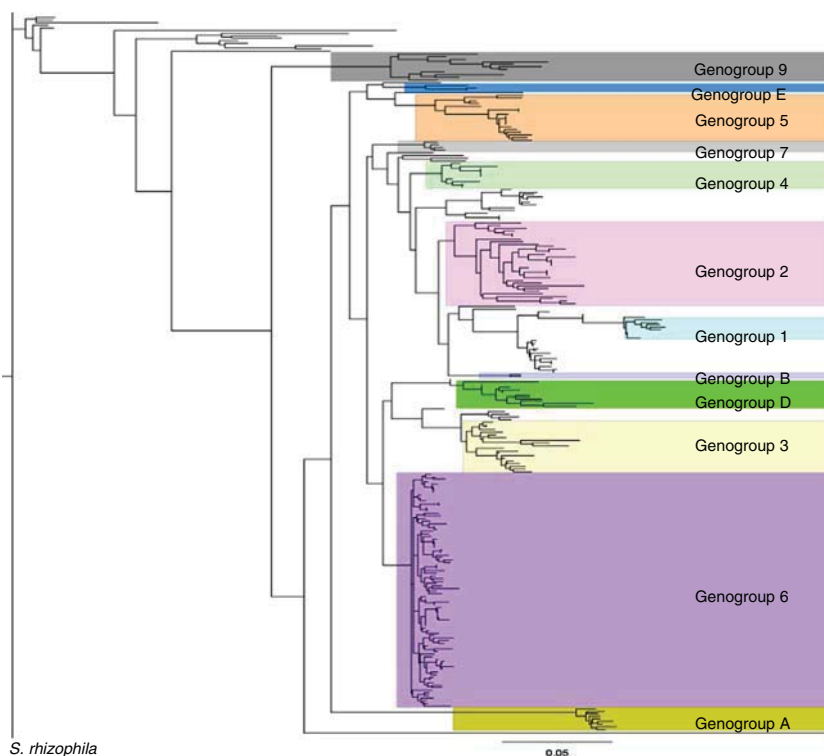 Genogroup 9
Genogroup E
Genogroup 5
Genogroup 7
Genogroup 4
Genogroup 2
Genogroup 1
Genogroup B
Genogroup D
Genogroup 3
Genogroup 6
Genogroup A
S. rhizophila
0.05